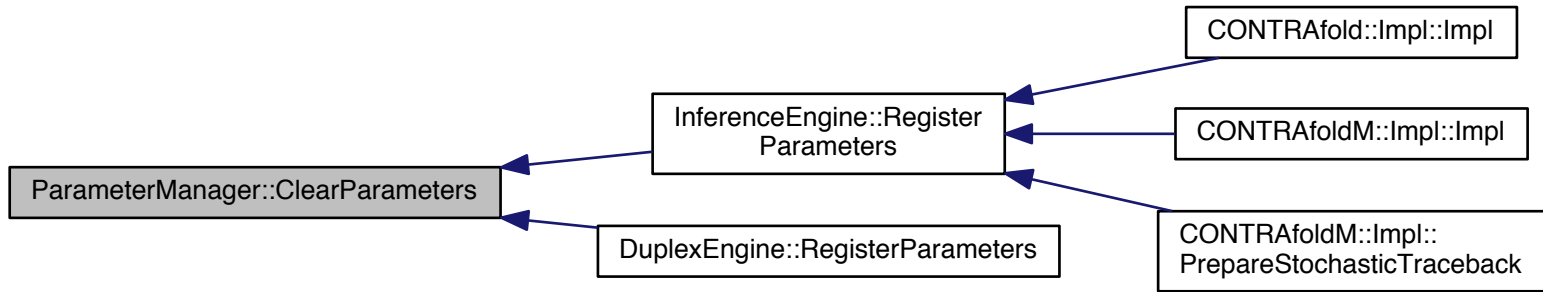 ParameterManager::ClearParameters
InferenceEngine::Register
Parameters
DuplexEngine::RegisterParameters
CONTRAfold::Impl::Impl
CONTRAfoldM::Impl::Impl
CONTRAfoldM::Impl::
PrepareStochasticTraceback